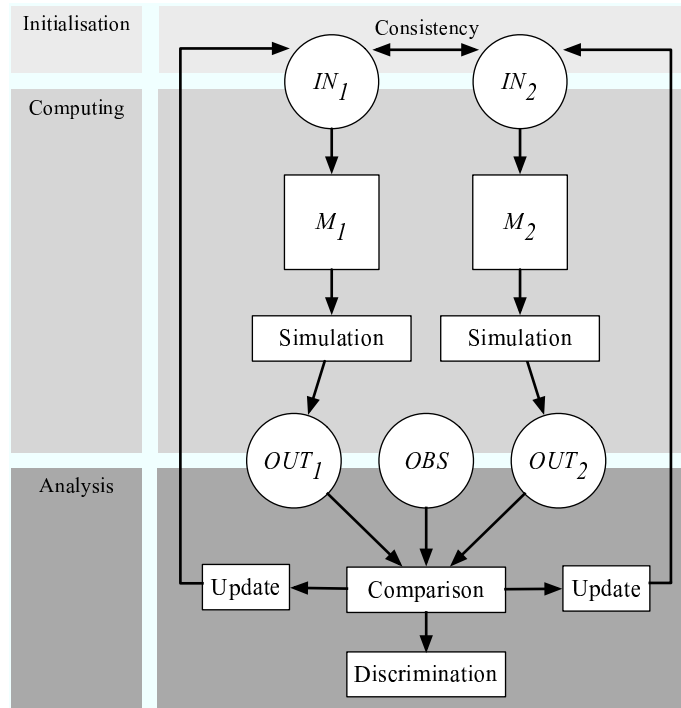 Initialisation
Consistency
IN1
IN2
Computing
M1
M2
Simulation
Simulation
OUT1
OBS
OUT2
Analysis
Update
Comparison
Update
Discrimination